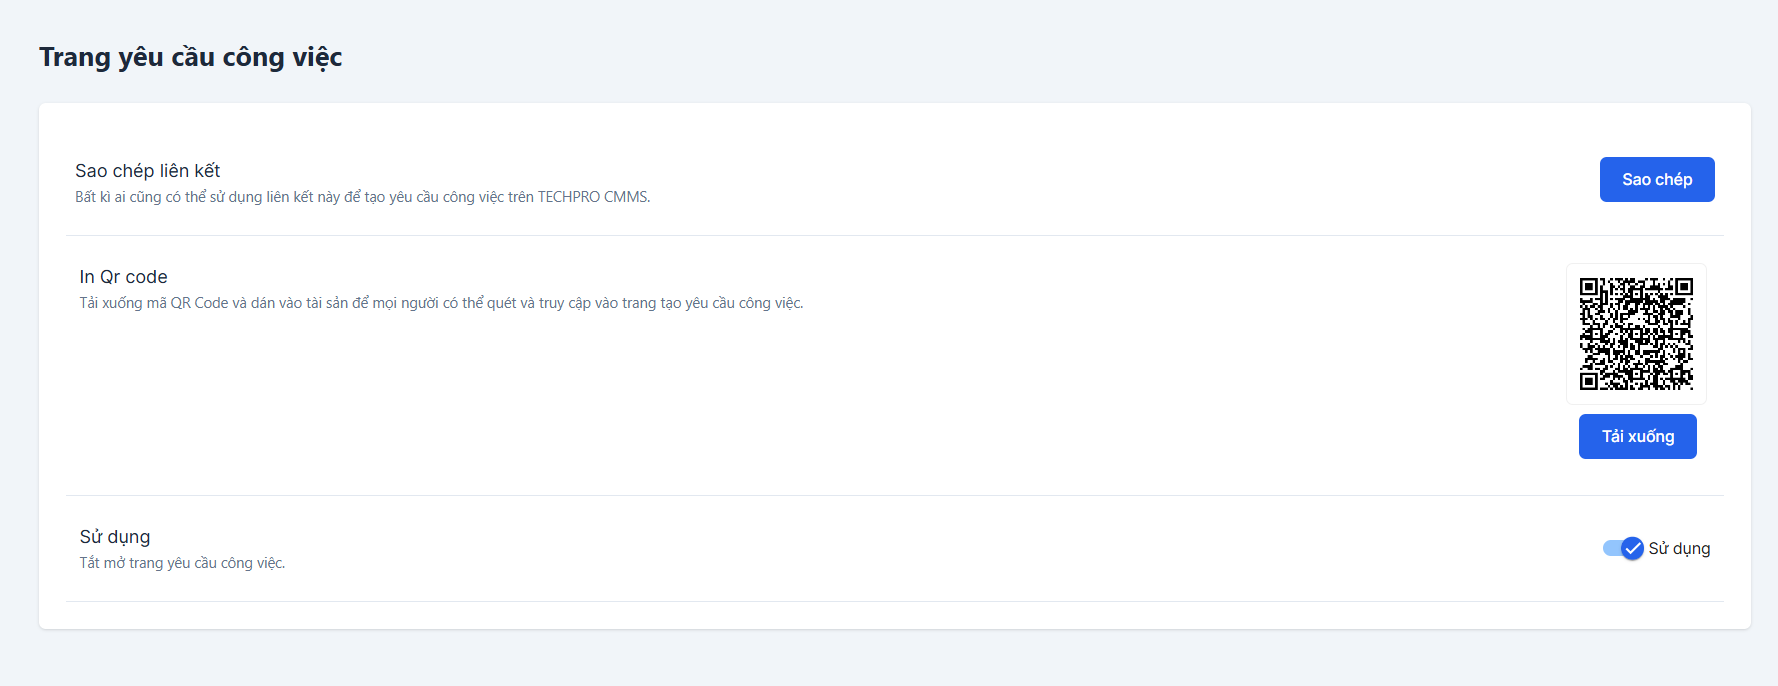 Trang yêu cầu công việc
Sao chép liên kết
Bất kì ai cũng có thể sử dụng liên kết này để tạo yêu cầu công việc trên TECHPRO CMMS.
Sao chép
In Qr code
Tải xuống mã QR Code và dán vào tài sản để mọi người có thể quét và truy cập vào trang tạo yêu cầu công việc.
Tải xuống
Sử dụng
Tắt mở trang yêu cầu công việc.
Sử dụng